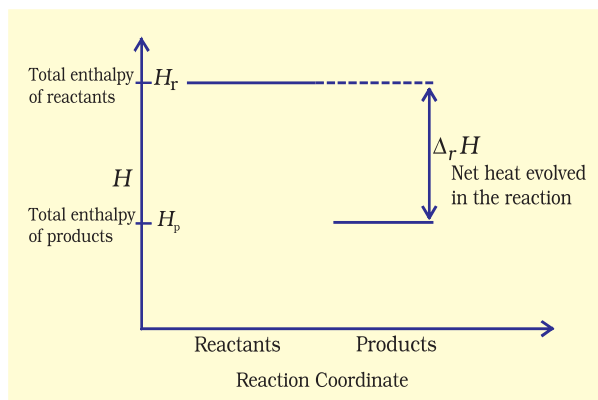 Total enthalpy
of reactants
Hr
ΔrH
Net heat evolved
in the reaction
H
Total enthalpy
of products
Hp
Reactants
Products
Reaction Coordinate